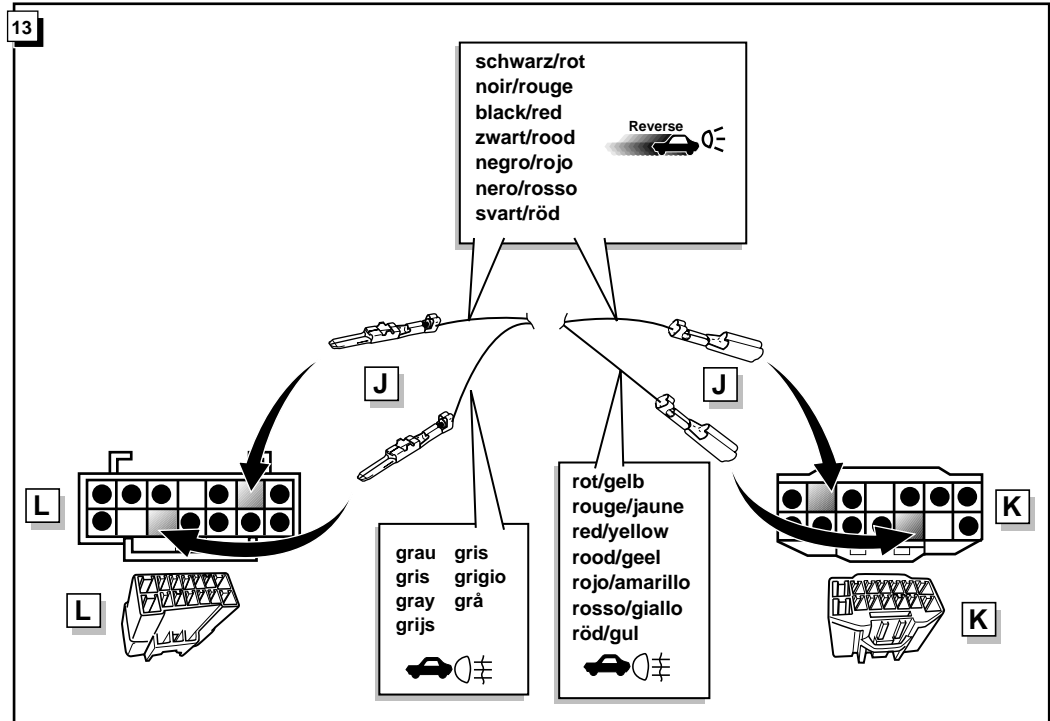 13
schwarz/rot
noir/rouge
black/red
zwart/rood
negro/rojo
nero/rosso
svart/röd
Reverse
J
J
L
K
grau gris
gris grigio
gray grå
grijs
rot/gelb
rouge/jaune
red/yellow
rood/geel
rojo/amarillo
rosso/giallo
röd/gul
L
K